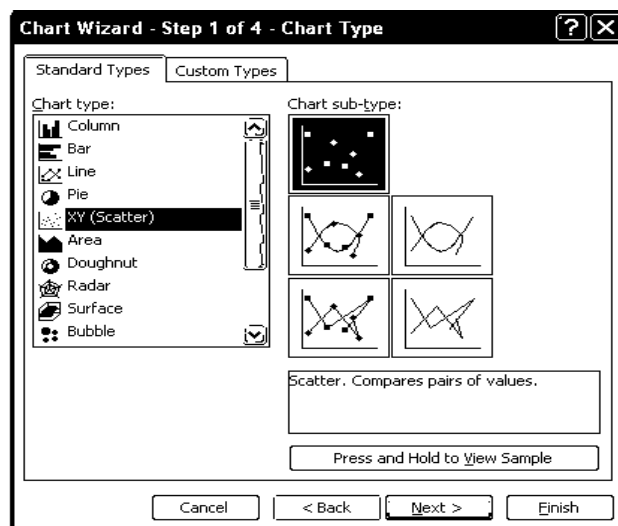 Chart Wizard - Step 1 of 4 - Chart Type
Standard Types
Custom Types
Chart type:
Column
Bar
Line
Pie
XY (Scatter)
Area
Doughnut
Radar
Surface
Bubble
Chart sub-type:
Scatter. Compares pairs of values.
Press and Hold to View Sample
Cancel
< Back
Next >
Finish